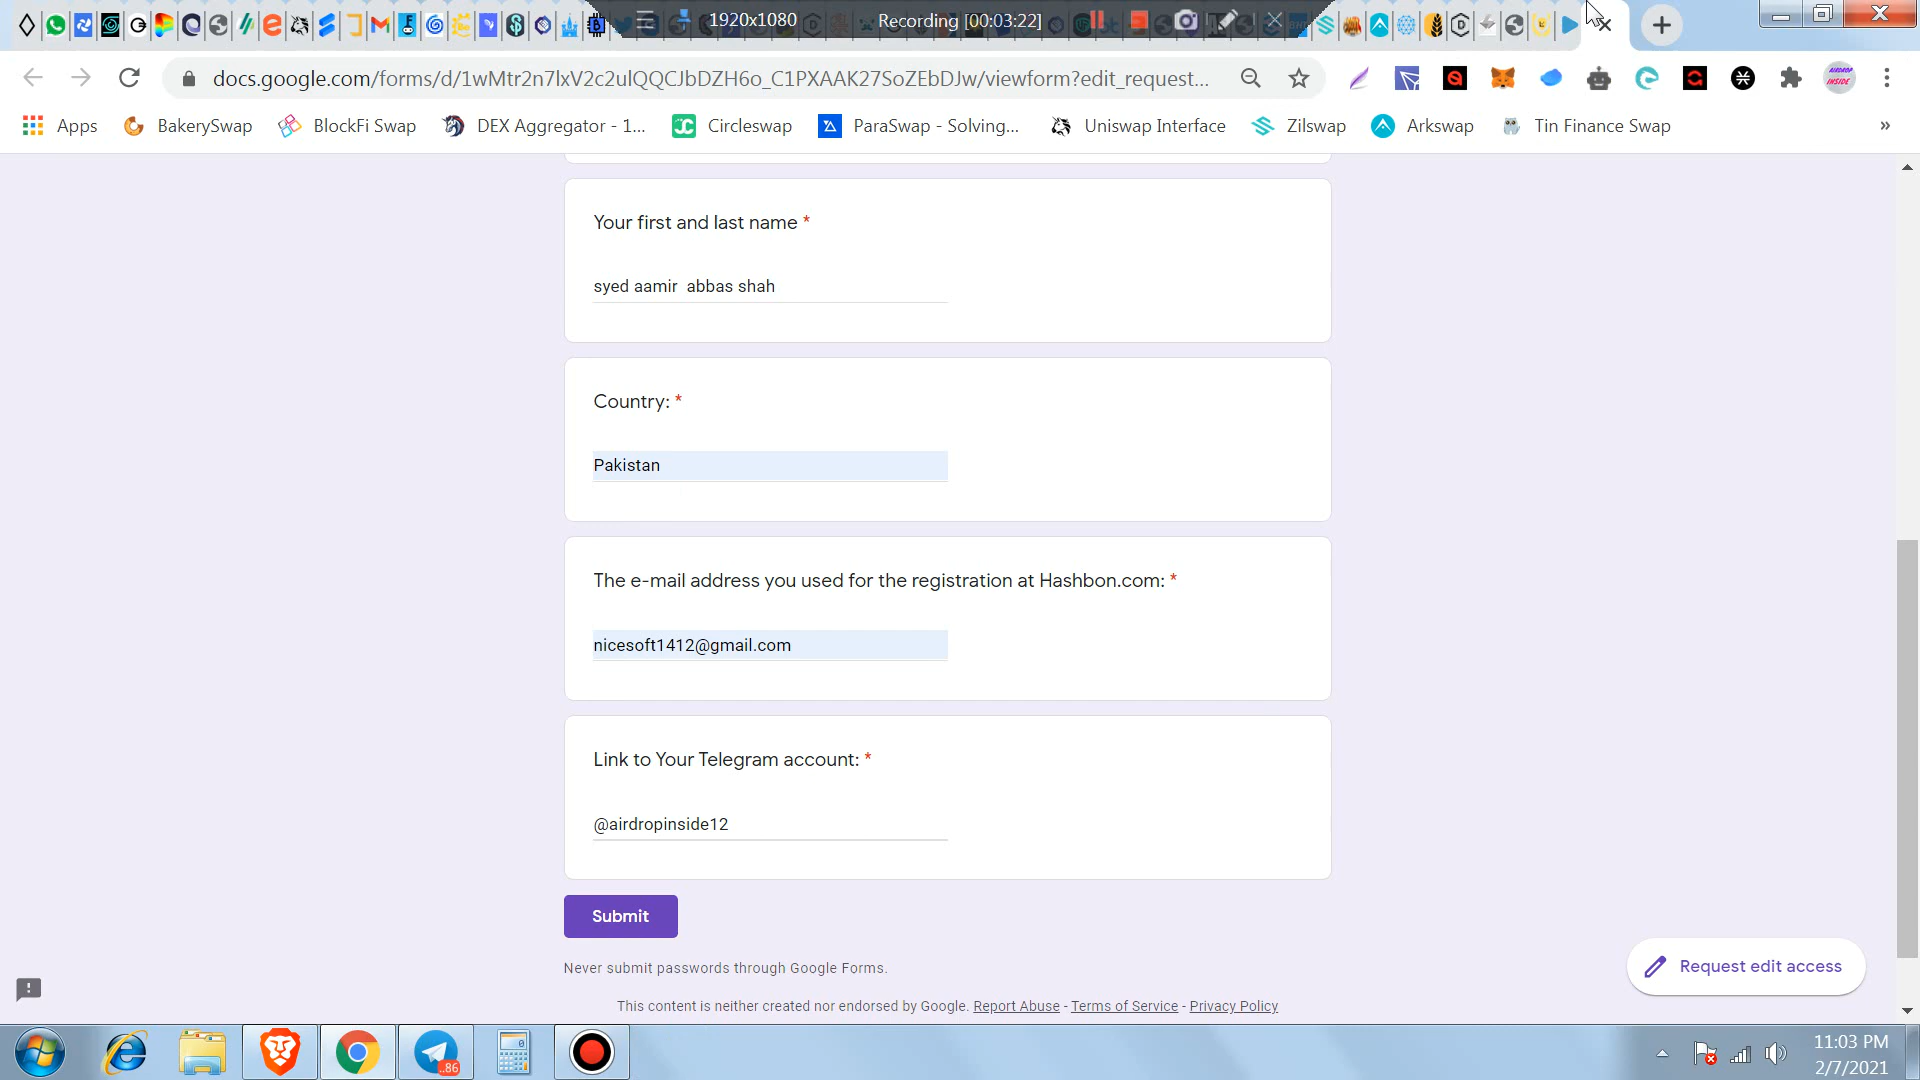 1920x1080
Recording [00:03:22]
docs.google.com/forms/d/1wMtr2n7lxV2c2ulQQCJbDZH6o_C1PXAAK27SoZEbDJw/viewform?edit_request...
Apps
BakerySwap
BlockFi Swap
DEX Aggregator - 1...
Circleswap
ParaSwap - Solving...
Uniswap Interface
Zilswap
Arkswap
Tin Finance Swap
»
Your first and last name *
syed aamir  abbas shah
Country: *
Pakistan
The e-mail address you used for the registration at Hashbon.com: *
nicesoft1412@gmail.com
Link to Your Telegram account: *
@airdropinside12
Submit
Never submit passwords through Google Forms.
Request edit access
This content is neither created nor endorsed by Google. Report Abuse - Terms of Service - Privacy Policy
..86
11:03 PM
2/7/2021